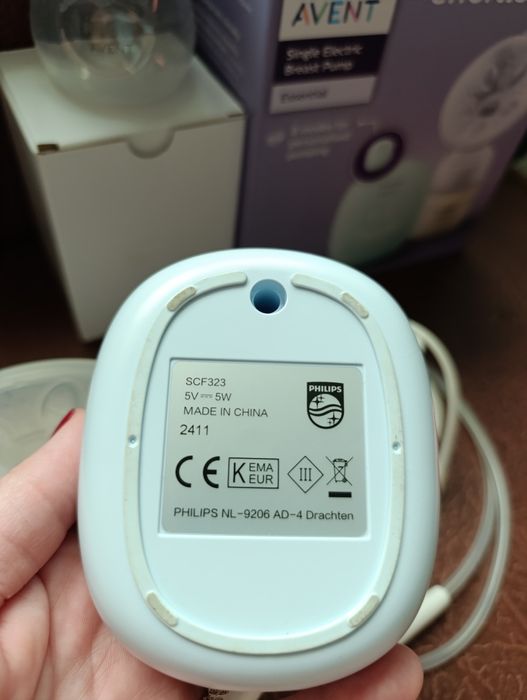 AVENT
Single Electric
Breast Pump
Essential
SCF323
5V ⎓ 5W
MADE IN CHINA
2411
PHILIPS
CE
K EMA
EUR
III
PHILIPS NL-9206 AD-4 Drachten